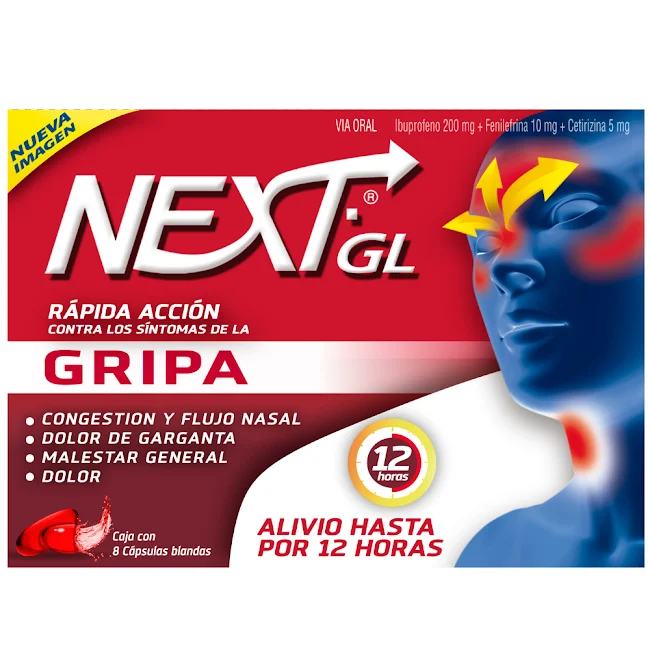 NUEVA
IMAGEN
VIA ORAL Ibuprofeno 200 mg + Fenilefrina 10 mg + Cetirizina 5 mg
NEXT®
GL
RÁPIDA ACCIÓN
CONTRA LOS SÍNTOMAS DE LA
GRIPA
• CONGESTION Y FLUJO NASAL
• DOLOR DE GARGANTA
• MALESTAR GENERAL
• DOLOR
12
horas
Caja con
8 Cápsulas blandas
ALIVIO HASTA
POR 12 HORAS